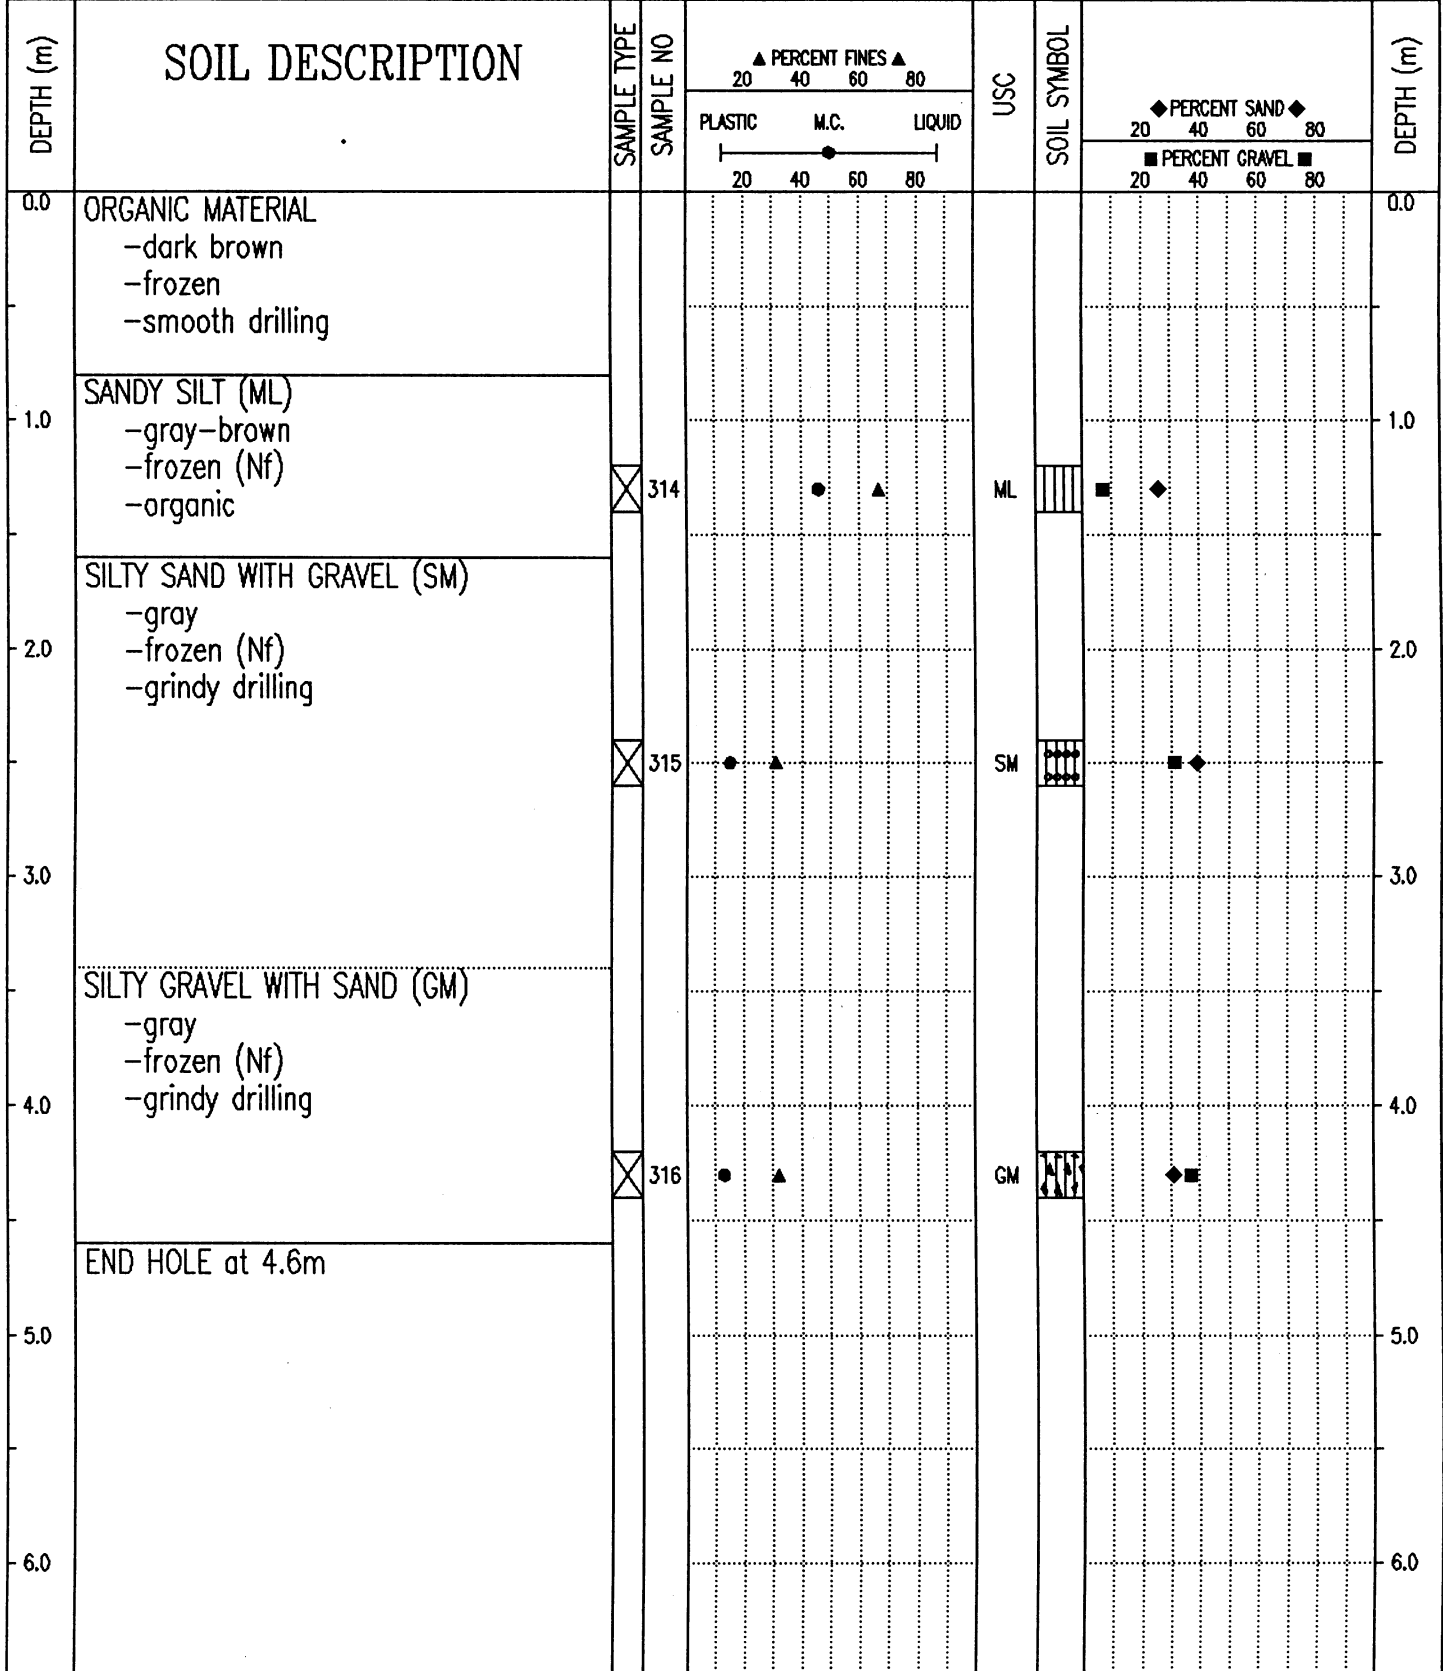 DEPTH (m)
SOIL DESCRIPTION
SAMPLE TYPE
SAMPLE NO
▲ PERCENT FINES ▲
20 40 60 80
PLASTIC M.C. LIQUID
20 40 60 80
USC
SOIL SYMBOL
◆ PERCENT SAND ◆
20 40 60 80
■ PERCENT GRAVEL ■
20 40 60 80
DEPTH (m)
0.0
ORGANIC MATERIAL
0.0
-dark brown
-frozen
-smooth drilling
SANDY SILT (ML)
1.0
-gray-brown
1.0
-frozen (Nf)
-organic
314
ML
SILTY SAND WITH GRAVEL (SM)
-gray
2.0
-frozen (Nf)
2.0
-grindy drilling
315
SM
3.0
3.0
SILTY GRAVEL WITH SAND (GM)
-gray
-frozen (Nf)
4.0
-grindy drilling
4.0
316
GM
END HOLE at 4.6m
5.0
5.0
6.0
6.0